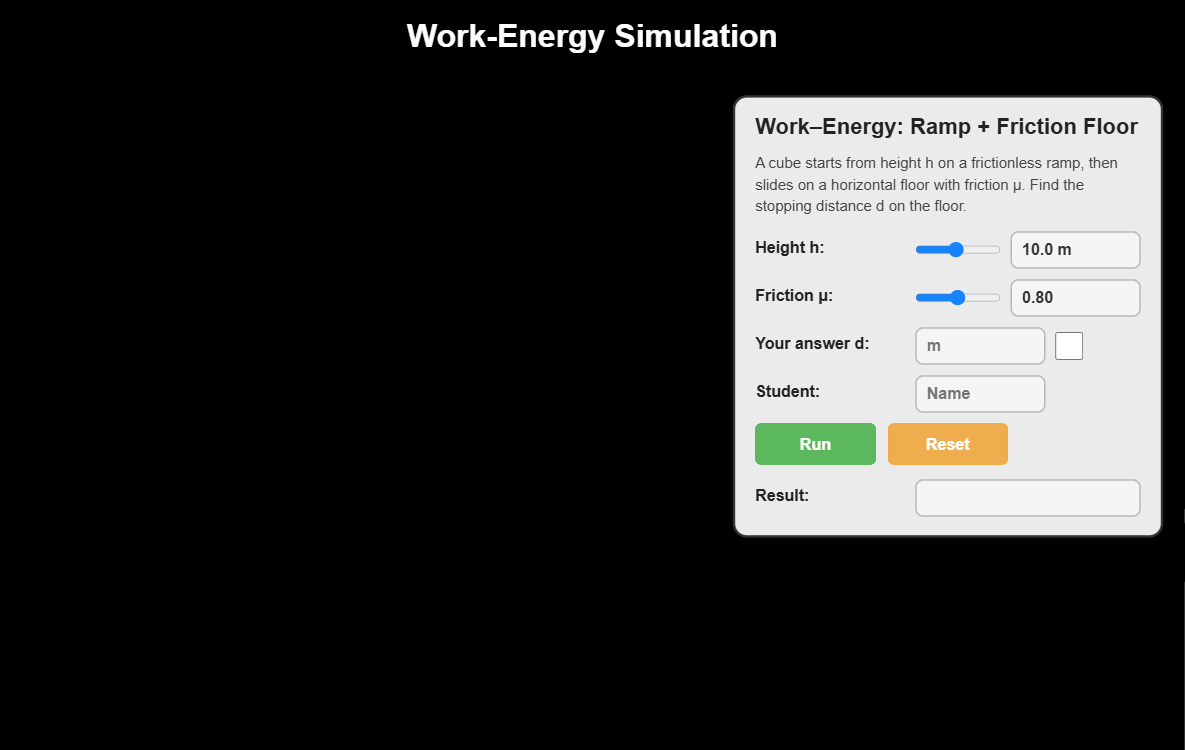 Work-Energy Simulation
Work–Energy: Ramp + Friction Floor
A cube starts from height h on a frictionless ramp, then
slides on a horizontal floor with friction μ. Find the
stopping distance d on the floor.
Height h:
10.0 m
Friction μ:
0.80
Your answer d:
m
Student:
Name
Run
Reset
Result: